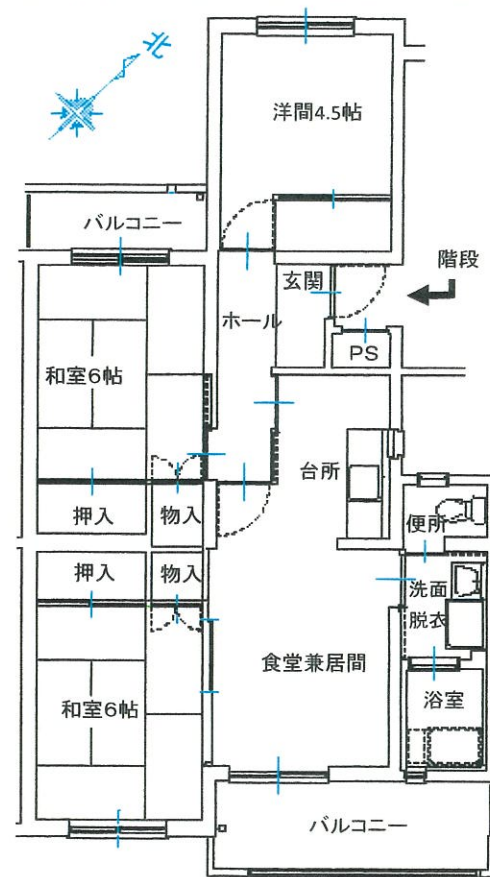 北
洋間4.5帖
バルコニー
玄関
階段
ホール
PS
和室6帖
台所
押入
物入
便所
押入
物入
洗面
脱衣
食堂兼居間
和室6帖
浴室
バルコニー